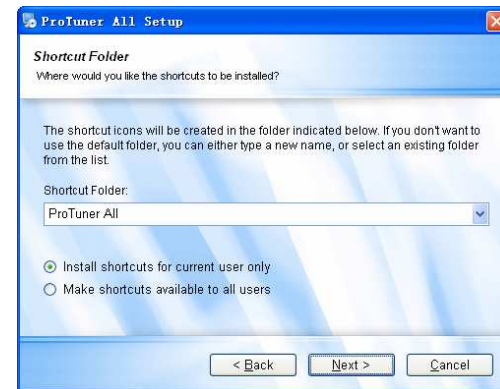 ProTuner All Setup
Shortcut Folder
Where would you like the shortcuts to be installed?
The shortcut icons will be created in the folder indicated below. If you don't want to
use the default folder, you can either type a new name, or select an existing folder
from the list.
Shortcut Folder:
ProTuner All
Install shortcuts for current user only
Make shortcuts available to all users
< Back
Next >
Cancel